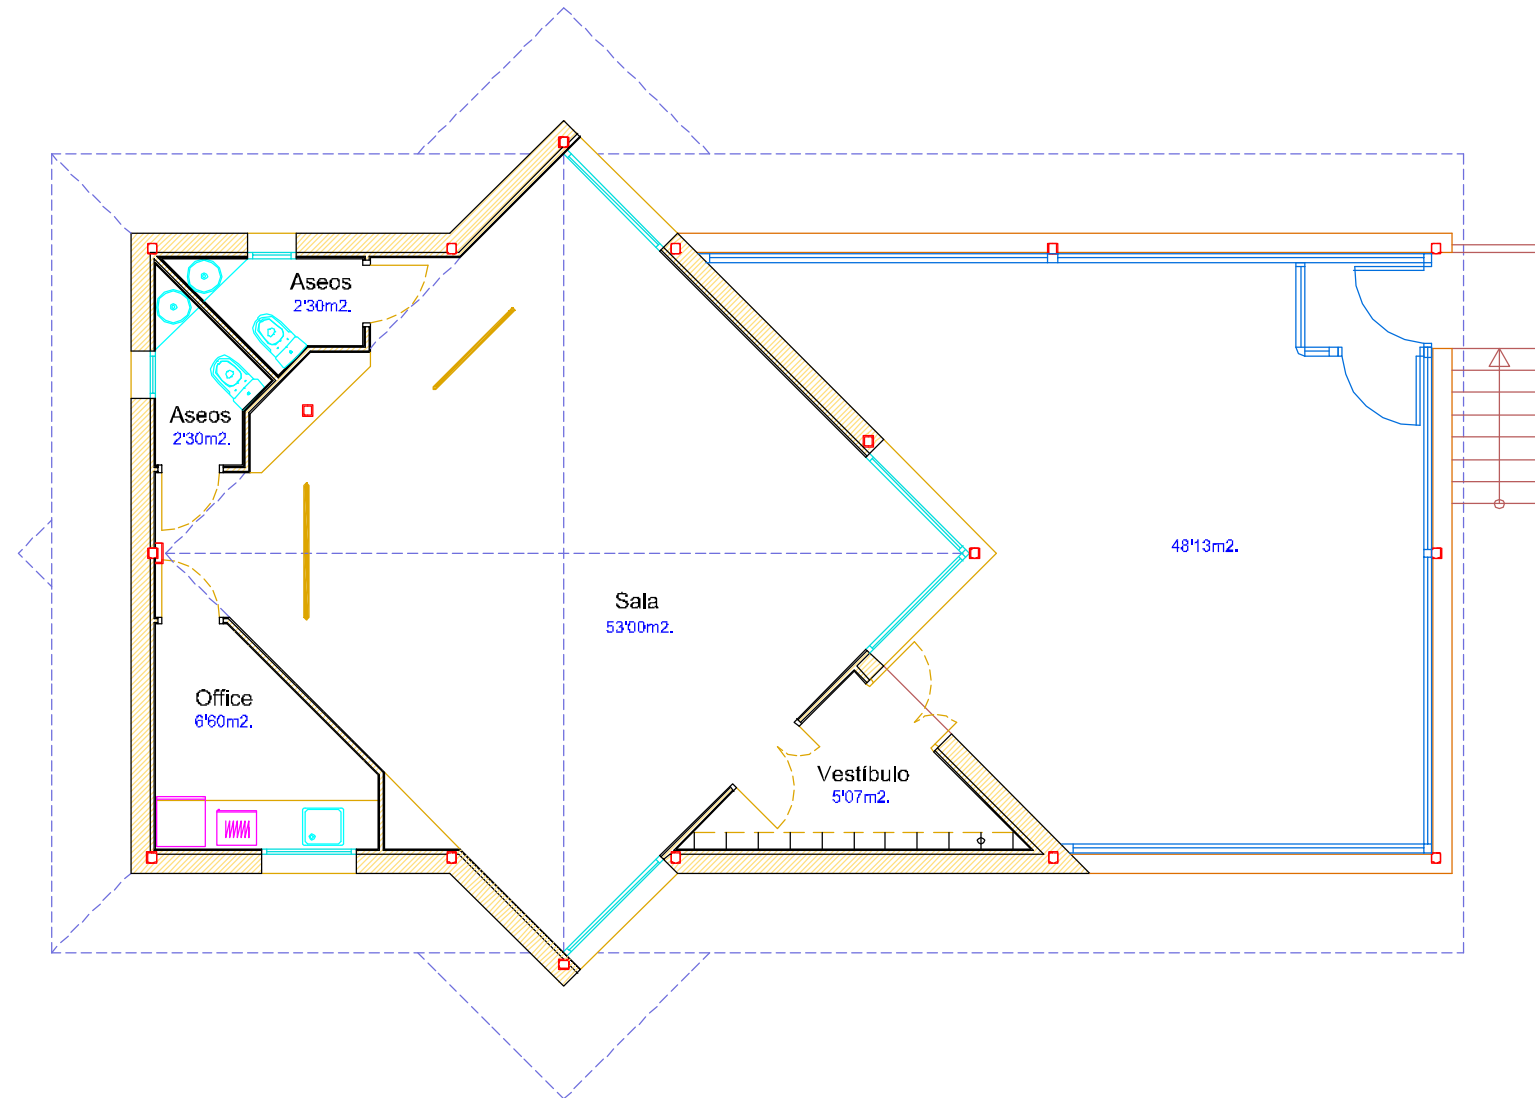 Aseos
2'30m2.
Aseos
2'30m2.
48'13m2.
Sala
53'00m2.
Office
6'60m2.
Vestíbulo
5'07m2.